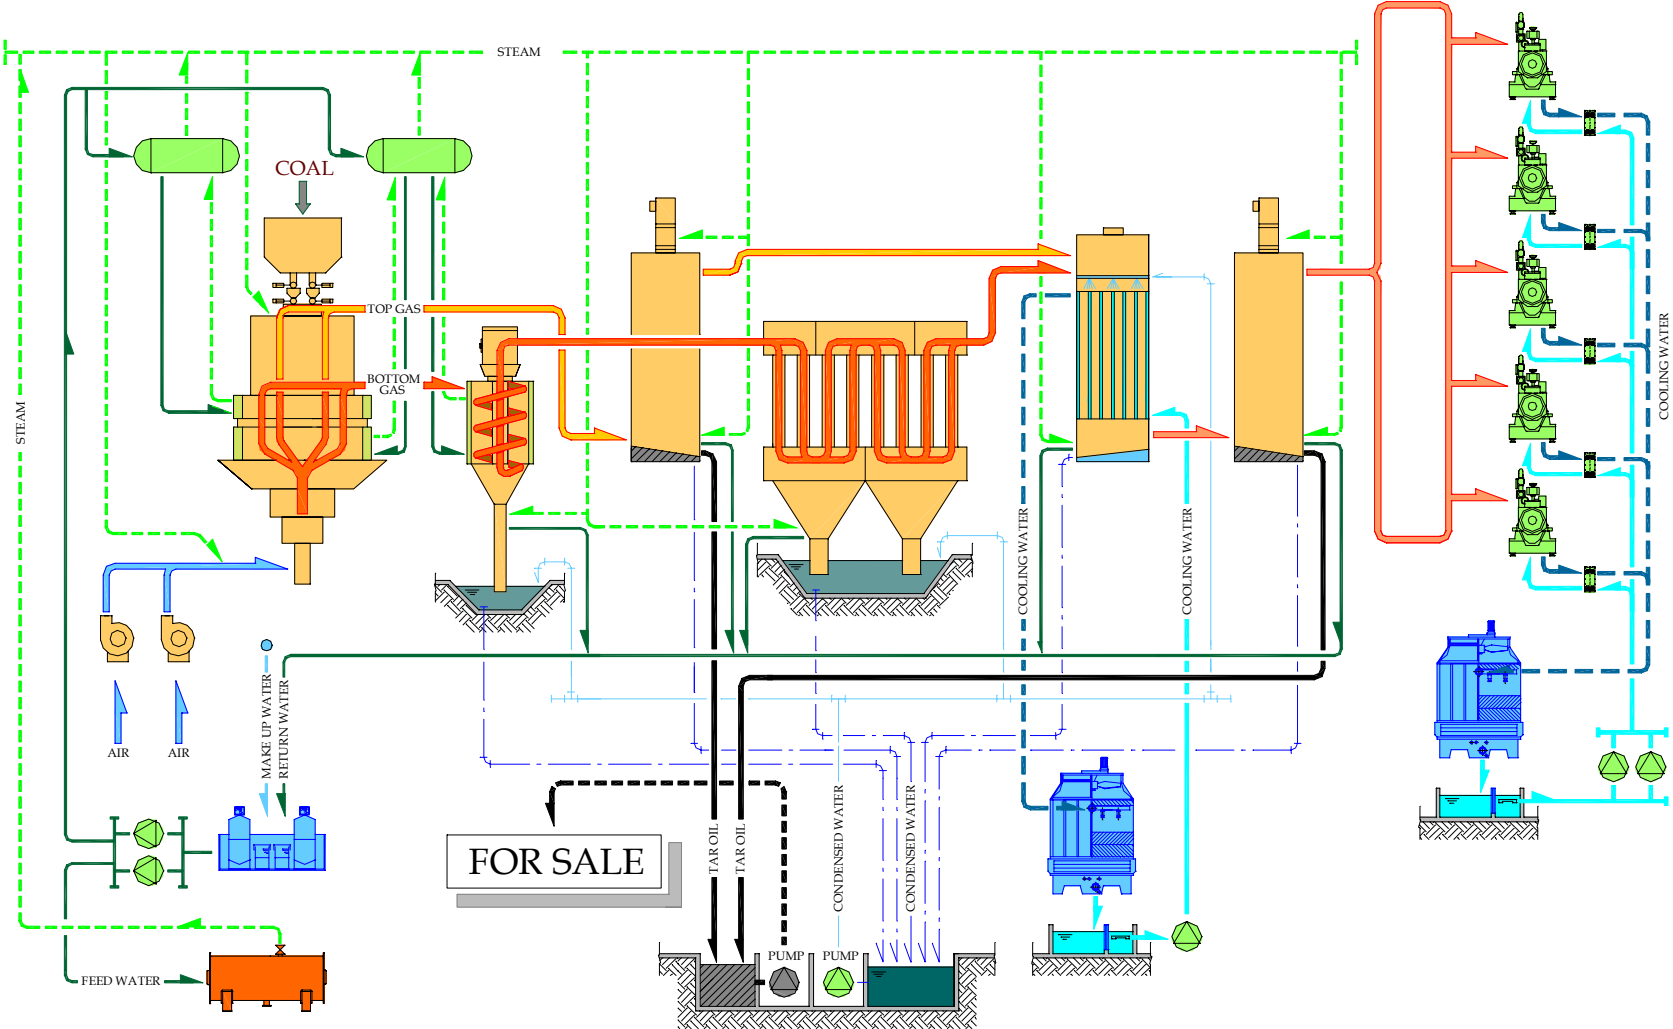 STEAM
COAL
TOP GAS
BOTTOM
GAS
STEAM
COOLING WATER
COOLING WATER
COOLING WATER
MAKE UP WATER
RETURN WATER
AIR
AIR
FOR SALE
TAR OIL
TAR OIL
CONDENSED WATER
CONDENSED WATER
PUMP
PUMP
FEED WATER